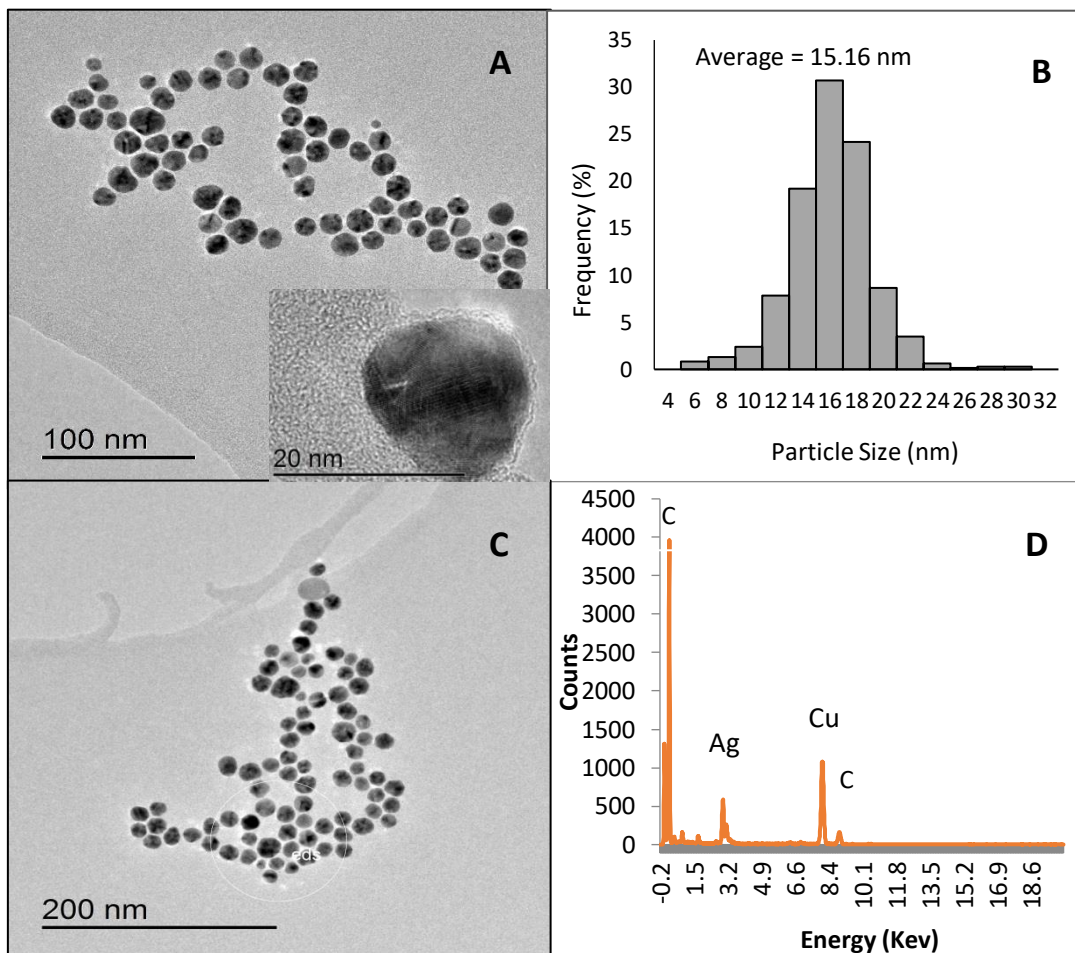 A
100 nm
20 nm
B
Average = 15.16 nm
35
30
25
20
15
10
5
0
Frequency (%)
4 6 8 10 12 14 16 18 20 22 24 26 28 30 32
Particle Size (nm)
C
eds
200 nm
D
4500
4000
3500
3000
2500
2000
1500
1000
500
0
Counts
C
Ag
Cu
C
-0.2 1.5 3.2 4.9 6.6 8.4 10.1 11.8 13.5 15.2 16.9 18.6
Energy (Kev)